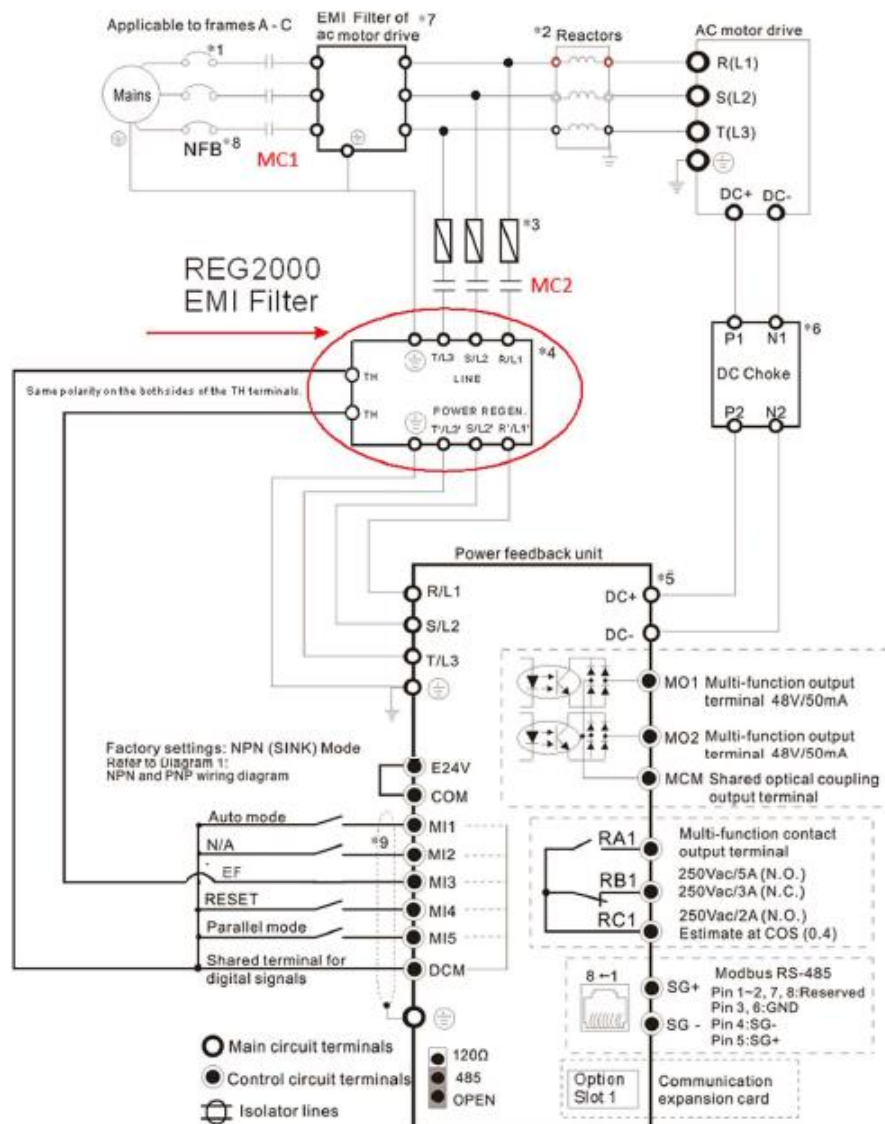 Applicable to frames A - C
EMI Filter of *7
ac motor drive
*2 Reactors
AC motor drive
*1
Mains
NFB*8
MC1
R(L1)
S(L2)
T(L3)
DC+ DC-
*3
MC2
REG2000
EMI Filter
T/L3 S/L2 R/L1
*4
LINE
TH
TH
Same polarity on the bothsides of the TH terminals.
POWER REGEN.
T'/L3' S/L2' R'/L1'
P1 N1
*6
DC Choke
P2 N2
Power feedback unit
*5
R/L1
S/L2
T/L3
DC+
DC-
MO1 Multi-function output
terminal 48V/50mA
MO2 Multi-function output
terminal 48V/50mA
MCM Shared optical coupling
output terminal
Factory settings: NPN (SINK) Mode
Refer to Diagram 1:
NPN and PNP wiring diagram
E24V
COM
Auto mode
MI1
N/A
*9
MI2
EF
MI3
RESET
MI4
Parallel mode
MI5
Shared terminal for
digital signals
DCM
RA1
Multi-function contact
output terminal
RB1
250Vac/5A (N.O.)
250Vac/3A (N.C.)
RC1
250Vac/2A (N.O.)
Estimate at COS (0.4)
8←1
Modbus RS-485
SG+
Pin 1~2, 7, 8:Reserved
Pin 3, 6:GND
SG -
Pin 4:SG-
Pin 5:SG+
Main circuit terminals
Control circuit terminals
Isolator lines
120Ω
485
OPEN
Option
Slot 1
Communication
expansion card